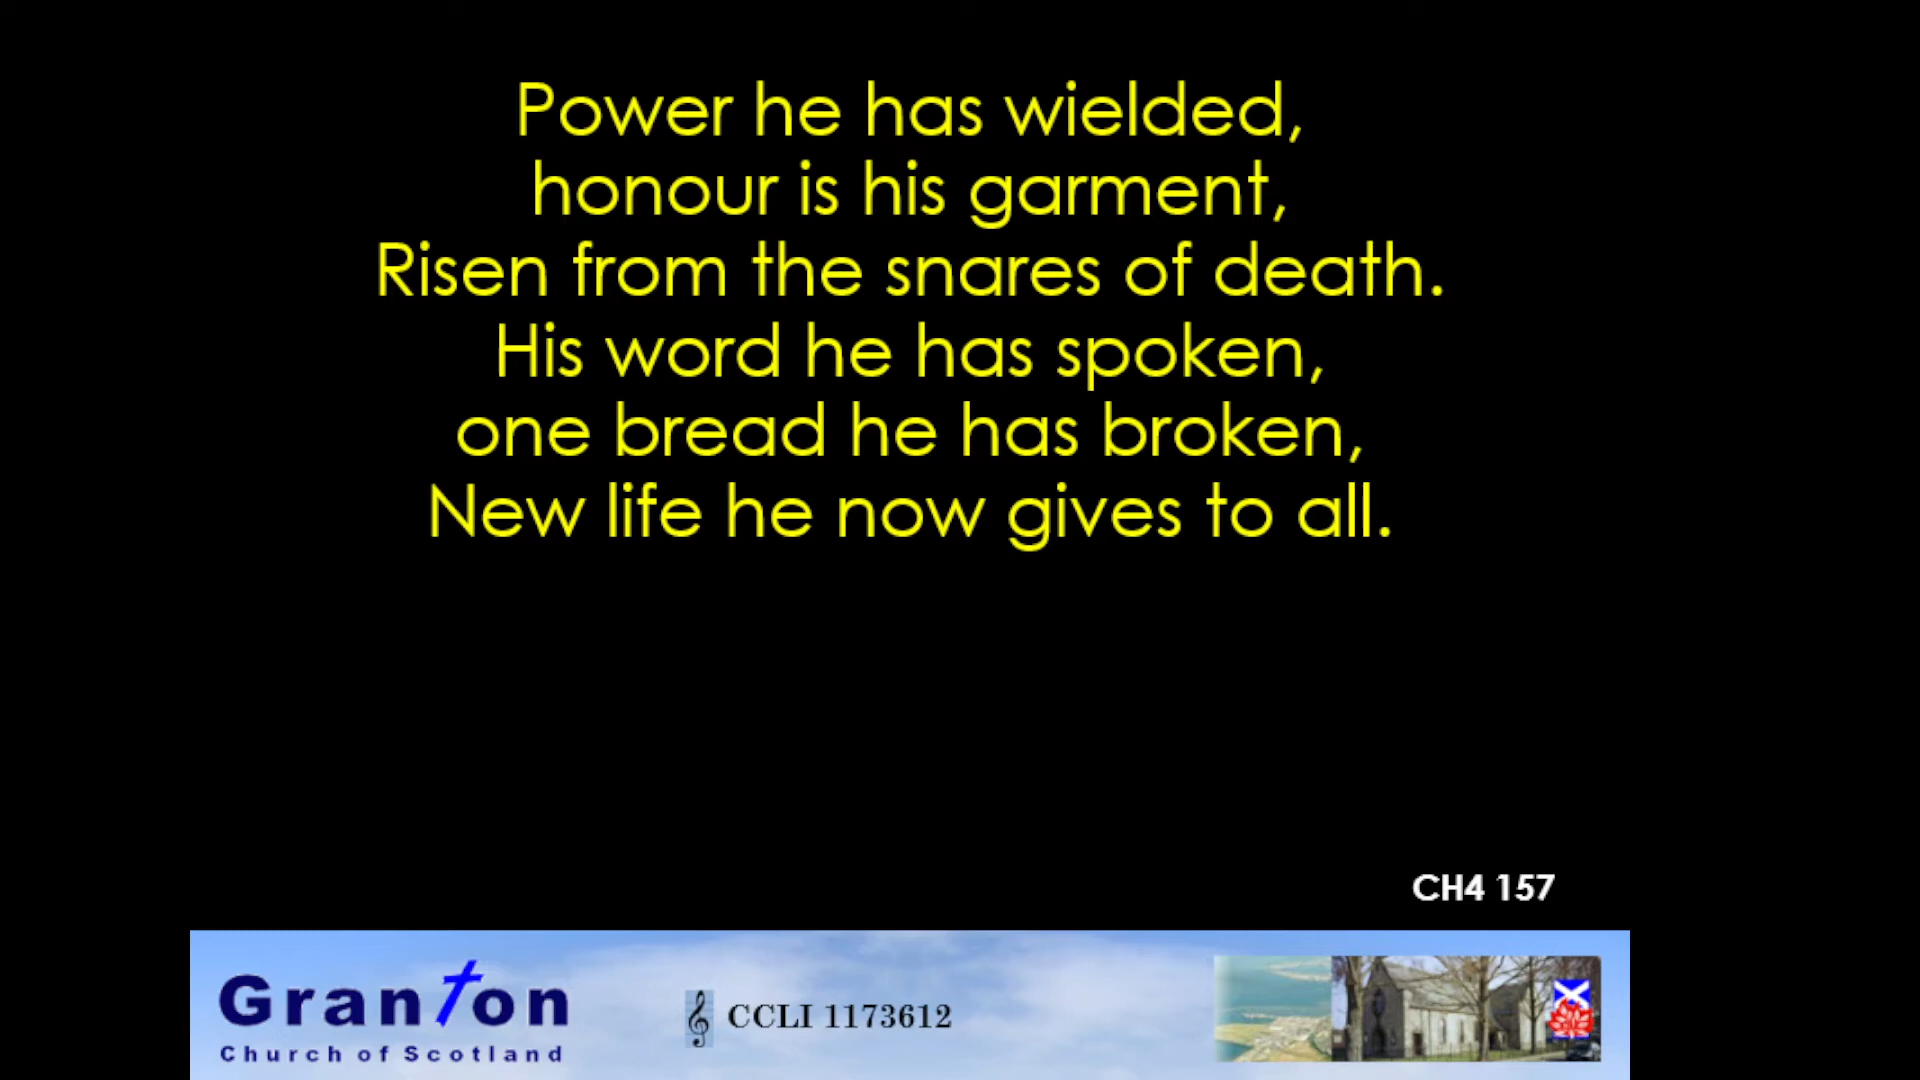 Power he has wielded,
honour is his garment,
Risen from the snares of death.
His word he has spoken,
one bread he has broken,
New life he now gives to all.
CH4 157
Granton
Church of Scotland
CCLI 1173612